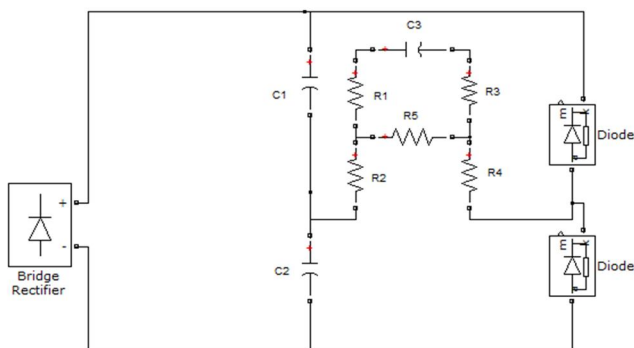 C3
C1
R1
R3
R5
E
Diode
R2
R4
+
-
Bridge
Rectifier
C2
E
Diode